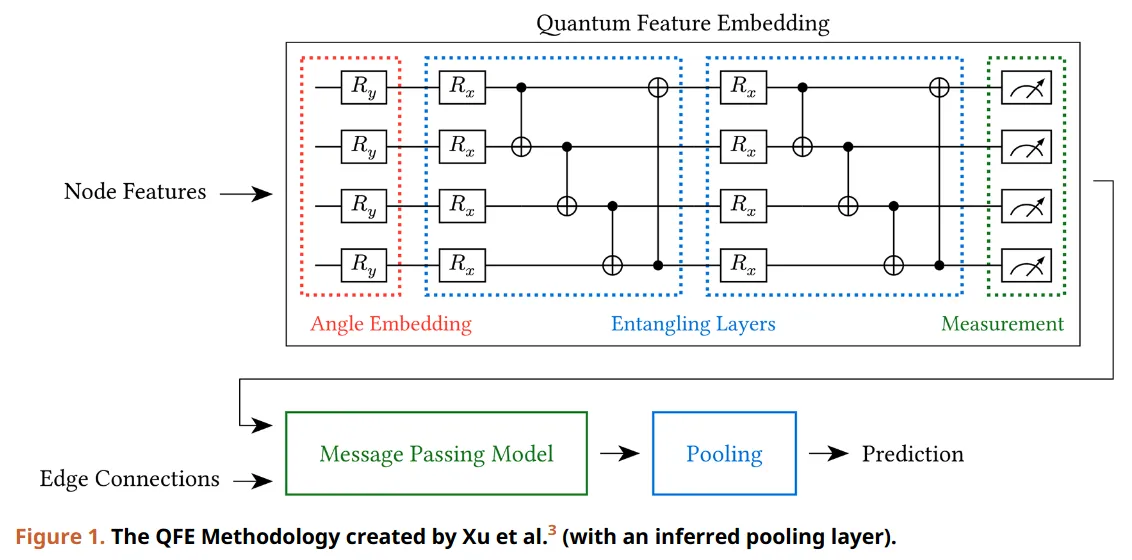 Quantum Feature Embedding
R_y R_x R_x
R_y R_x R_x
Node Features
R_y R_x R_x
R_y R_x R_x
Angle Embedding Entangling Layers Measurement
Message Passing Model Pooling Prediction
Edge Connections
Figure 1. The QFE Methodology created by Xu et al.³ (with an inferred pooling layer).